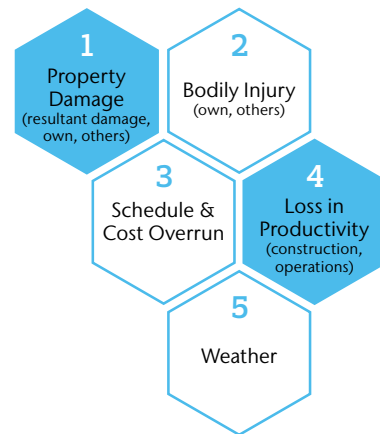 1
Property
Damage
(resultant damage,
own, others)
2
Bodily Injury
(own, others)
3
Schedule &
Cost Overrun
4
Loss in
Productivity
(construction,
operations)
5
Weather